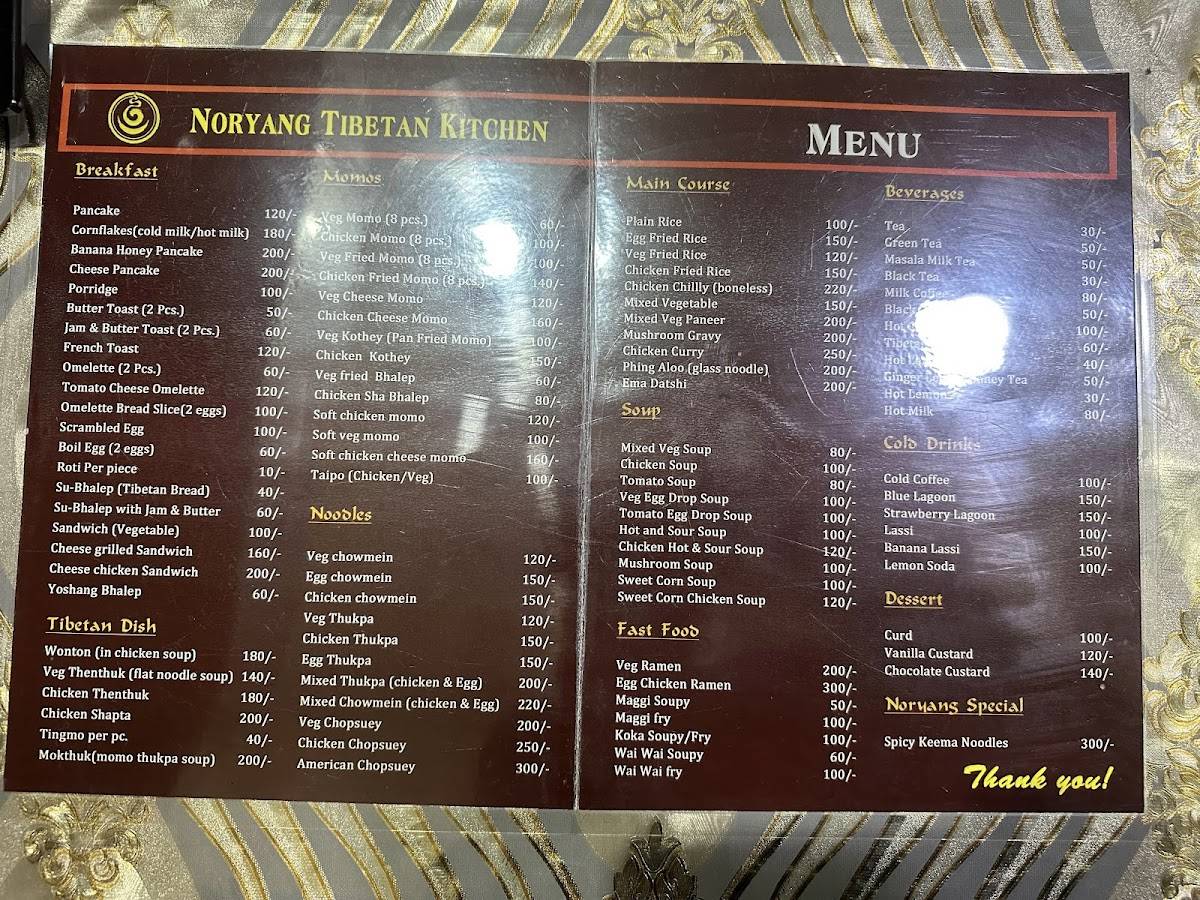 NORYANG TIBETAN KITCHEN
Breakfast
Pancake 120/-
Cornflakes(cold milk/hot milk) 180/-
Banana Honey Pancake 200/-
Cheese Pancake 200/-
Porridge 100/-
Butter Toast (2 Pcs.) 50/-
Jam & Butter Toast (2 Pcs.) 60/-
French Toast 120/-
Omelette (2 Pcs.) 60/-
Tomato Cheese Omelette 120/-
Omelette Bread Slice(2 eggs) 100/-
Scrambled Egg 100/-
Boil Egg (2 eggs) 60/-
Roti Per piece 10/-
Su-Bhalep (Tibetan Bread) 40/-
Su-Bhalep with Jam & Butter 60/-
Sandwich (Vegetable) 100/-
Cheese grilled Sandwich 160/-
Cheese chicken Sandwich 200/-
Yoshang Bhalep 60/-
Tibetan Dish
Wonton (in chicken soup) 180/-
Veg Thenthuk (flat noodle soup) 140/-
Chicken Thenthuk 180/-
Chicken Shapta 200/-
Tingmo per pc. 40/-
Mokthuk(momo thukpa soup) 200/-
Momos
Veg Momo (8 pcs.) 60/-
Chicken Momo (8 pcs.) 100/-
Veg Fried Momo (8 pcs.) 100/-
Chicken Fried Momo (8 pcs.) 140/-
Veg Cheese Momo 120/-
Chicken Cheese Momo 160/-
Veg Kothey (Pan Fried Momo) 100/-
Chicken Kothey 150/-
Veg fried Bhalep 60/-
Chicken Sha Bhalep 80/-
Soft chicken momo 120/-
Soft veg momo 100/-
Soft chicken cheese momo 160/-
Taipo (Chicken/Veg) 100/-
Noodles
Veg chowmein 120/-
Egg chowmein 150/-
Chicken chowmein 150/-
Veg Thukpa 120/-
Chicken Thukpa 150/-
Egg Thukpa 150/-
Mixed Thukpa (chicken & Egg) 200/-
Mixed Chowmein (chicken & Egg) 220/-
Veg Chopsuey 200/-
Chicken Chopsuey 250/-
American Chopsuey 300/-
MENU
Main Course
Plain Rice 100/-
Egg Fried Rice 150/-
Veg Fried Rice 120/-
Chicken Fried Rice 150/-
Chicken Chillly (boneless) 220/-
Mixed Vegetable 150/-
Mixed Veg Paneer 200/-
Mushroom Gravy 200/-
Chicken Curry 250/-
Phing Aloo (glass noodle) 200/-
Ema Datshi 200/-
Soup
Mixed Veg Soup 80/-
Chicken Soup 100/-
Tomato Soup 80/-
Veg Egg Drop Soup 100/-
Tomato Egg Drop Soup 100/-
Hot and Sour Soup 100/-
Chicken Hot & Sour Soup 120/-
Mushroom Soup 100/-
Sweet Corn Soup 100/-
Sweet Corn Chicken Soup 120/-
Fast Food
Veg Ramen 200/-
Egg Chicken Ramen 300/-
Maggi Soupy 50/-
Maggi fry 100/-
Koka Soupy/Fry 100/-
Wai Wai Soupy 60/-
Wai Wai fry 100/-
Beverages
Tea 30/-
Green Tea 50/-
Masala Milk Tea 50/-
Black Tea 30/-
Milk Coffee 80/-
Black 50/-
Hot 100/-
60/-
Hot 40/-
Ginger Tea 50/-
Hot Lemon 30/-
Hot Milk 80/-
Cold Drinks
Cold Coffee 100/-
Blue Lagoon 150/-
Strawberry Lagoon 150/-
Lassi 100/-
Banana Lassi 150/-
Lemon Soda 100/-
Dessert
Curd 100/-
Vanilla Custard 120/-
Chocolate Custard 140/-
Noryang Special
Spicy Keema Noodles 300/-
Thank you!